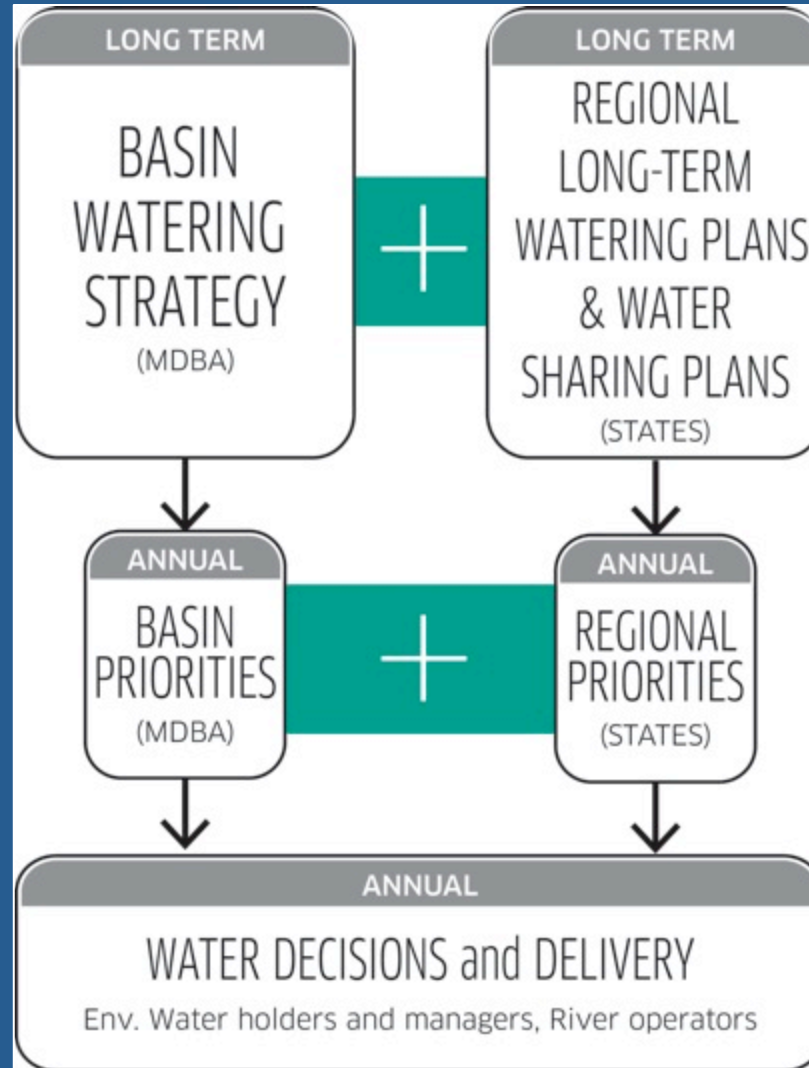 LONG TERM
BASIN
WATERING
STRATEGY
(MDBA)
LONG TERM
REGIONAL
LONG-TERM
WATERING PLANS
& WATER
SHARING PLANS
(STATES)
ANNUAL
BASIN
PRIORITIES
(MDBA)
ANNUAL
REGIONAL
PRIORITIES
(STATES)
ANNUAL
WATER DECISIONS and DELIVERY
Env. Water holders and managers, River operators